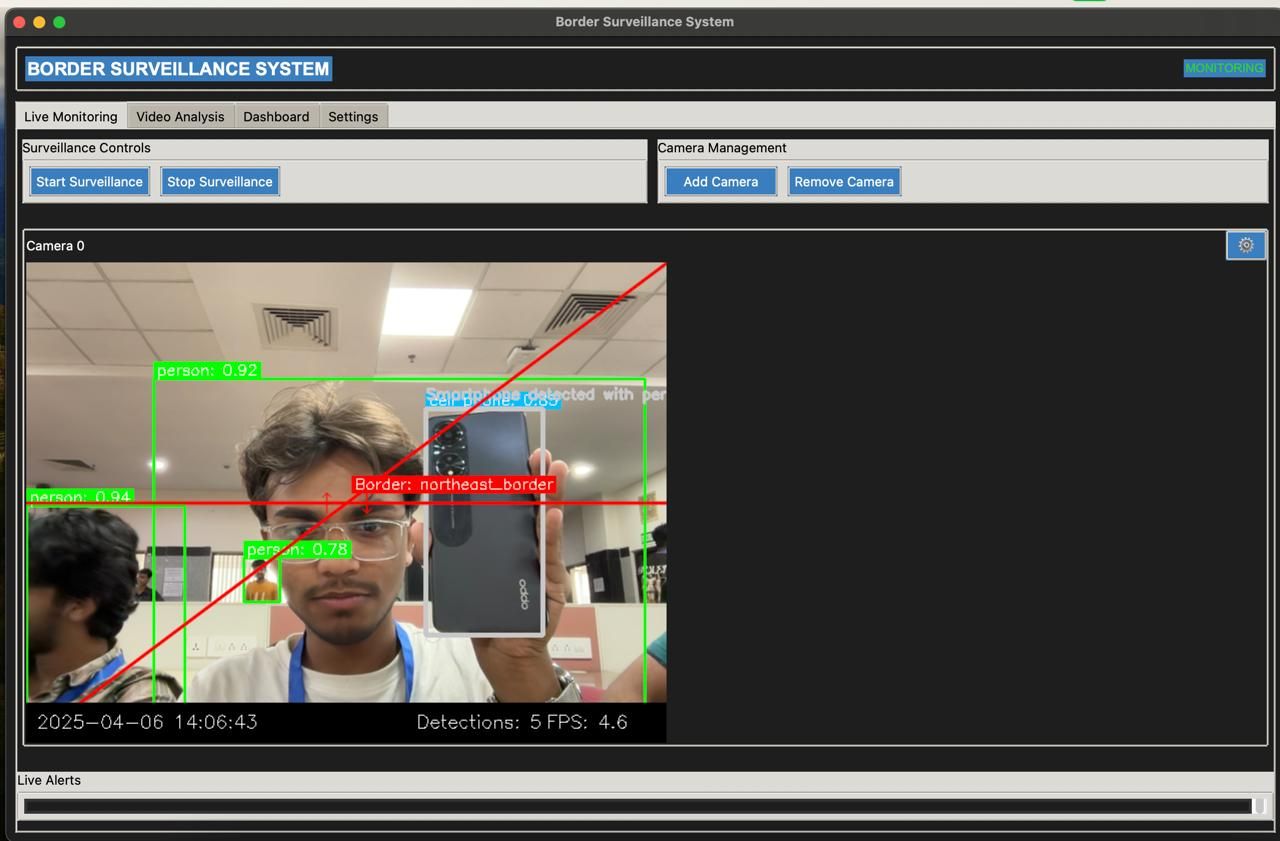 Border Surveillance System
BORDER SURVEILLANCE SYSTEM
MONITORING
Live Monitoring
Video Analysis
Dashboard
Settings
Surveillance Controls
Camera Management
Start Surveillance
Stop Surveillance
Add Camera
Remove Camera
Camera 0
person: 0.92
Smartphone detected with per
cell phone: 0.85
Border: northeast_border
person: 0.94
person: 0.78
oppo
2025-04-06 14:06:43
Detections: 5 FPS: 4.6
Live Alerts